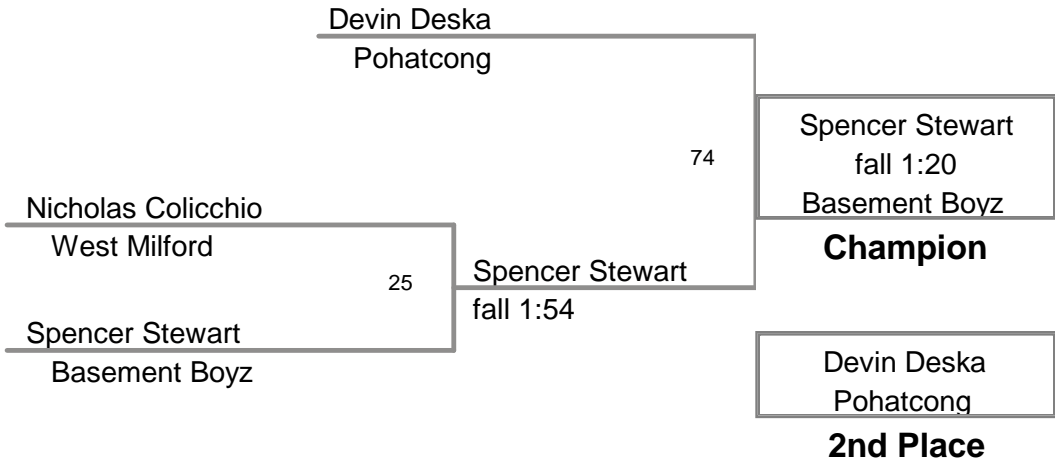 Devin Deska
Pohatcong
74
Spencer Stewart
fall 1:20
Basement Boyz
Champion
Nicholas Colicchio
West Milford
25
Spencer Stewart
fall 1:54
Spencer Stewart
Basement Boyz
Devin Deska
Pohatcong
2nd Place